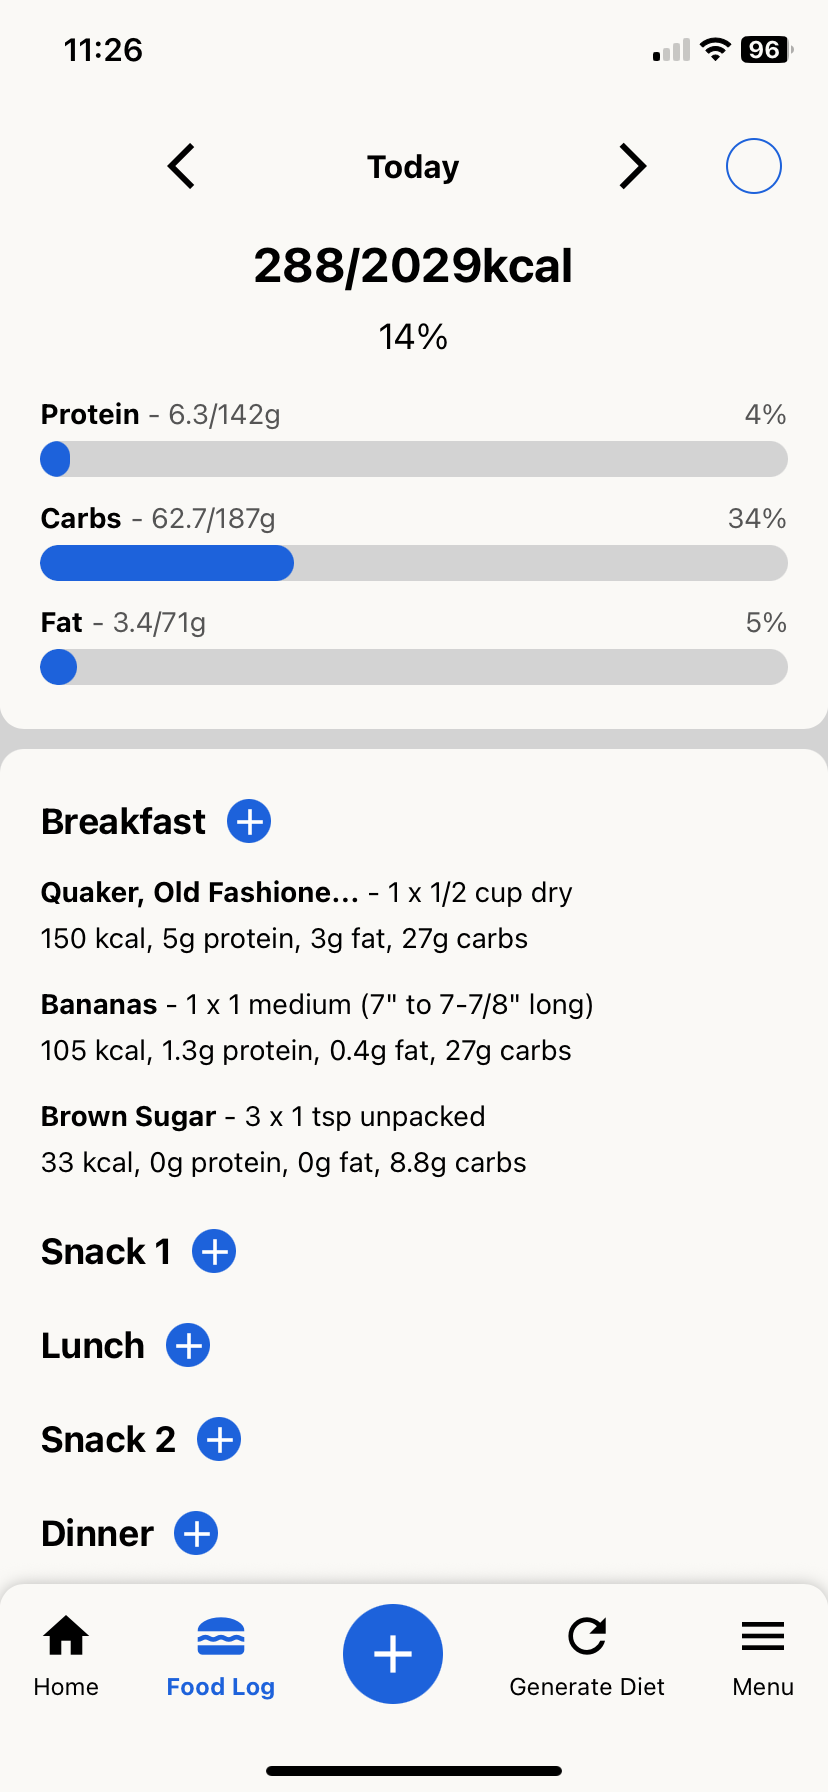 11:26
96
Today
288/2029kcal
14%
Protein - 6.3/142g 4%
Carbs - 62.7/187g 34%
Fat - 3.4/71g 5%
Breakfast
Quaker, Old Fashione... - 1 x 1/2 cup dry
150 kcal, 5g protein, 3g fat, 27g carbs
Bananas - 1 x 1 medium (7" to 7-7/8" long)
105 kcal, 1.3g protein, 0.4g fat, 27g carbs
Brown Sugar - 3 x 1 tsp unpacked
33 kcal, 0g protein, 0g fat, 8.8g carbs
Snack 1
Lunch
Snack 2
Dinner
Home Food Log Generate Diet Menu